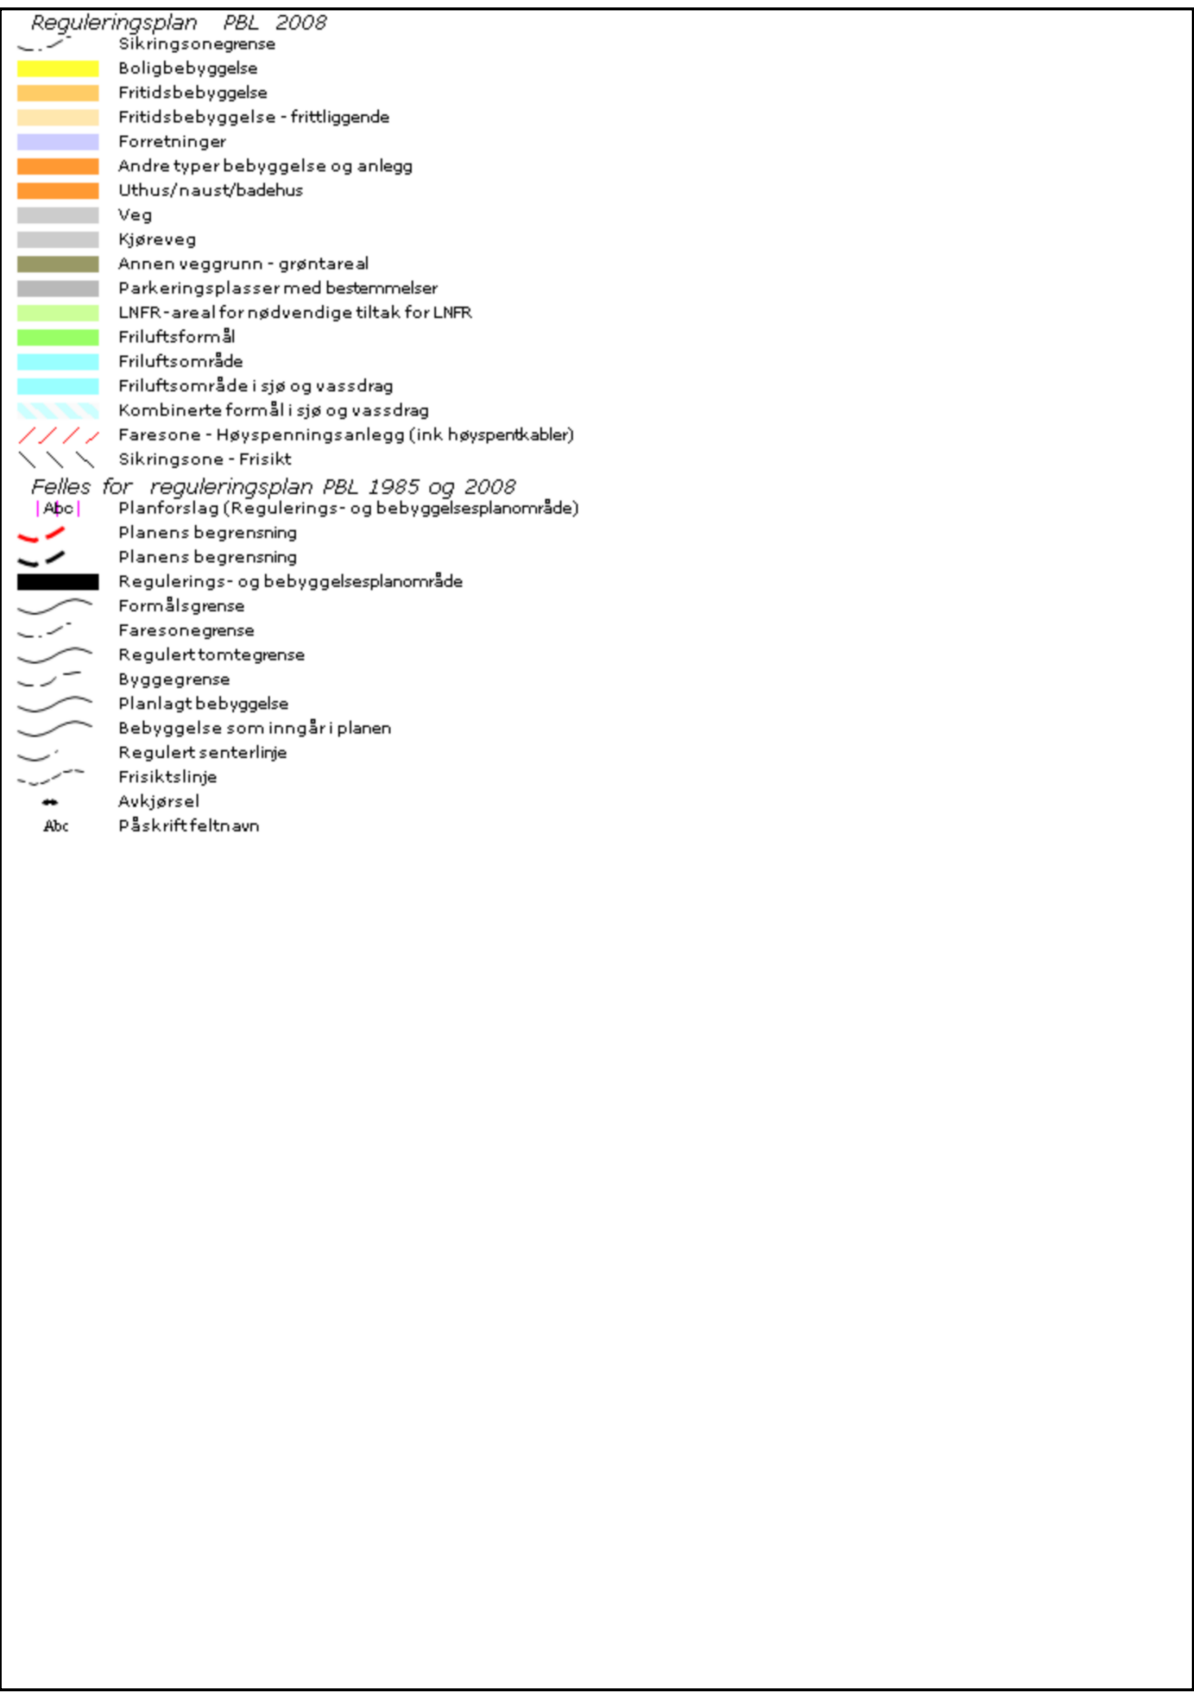 Reguleringsplan PBL 2008
Sikringsonegrense
Boligbebyggelse
Fritidsbebyggelse
Fritidsbebyggelse - frittliggende
Forretninger
Andre typer bebyggelse og anlegg
Uthus/naust/badehus
Veg
Kjøreveg
Annen veggrunn - grøntareal
Parkeringsplasser med bestemmelser
LNFR-areal for nødvendige tiltak for LNFR
Friluftsformål
Friluftsområde
Friluftsområde i sjø og vassdrag
Kombinerte formål i sjø og vassdrag
Faresone - Høyspenningsanlegg (ink høyspentkabler)
Sikringsone - Frisikt
Felles for reguleringsplan PBL 1985 og 2008
Abc Planforslag (Regulerings- og bebyggelsesplanområde)
Planens begrensning
Planens begrensning
Regulerings- og bebyggelsesplanområde
Formålsgrense
Faresonegrense
Regulert tomtegrense
Byggegrense
Planlagt bebyggelse
Bebyggelse som inngår i planen
Regulert senterlinje
Frisiktslinje
Avkjørsel
Abc Påskrift feltnavn